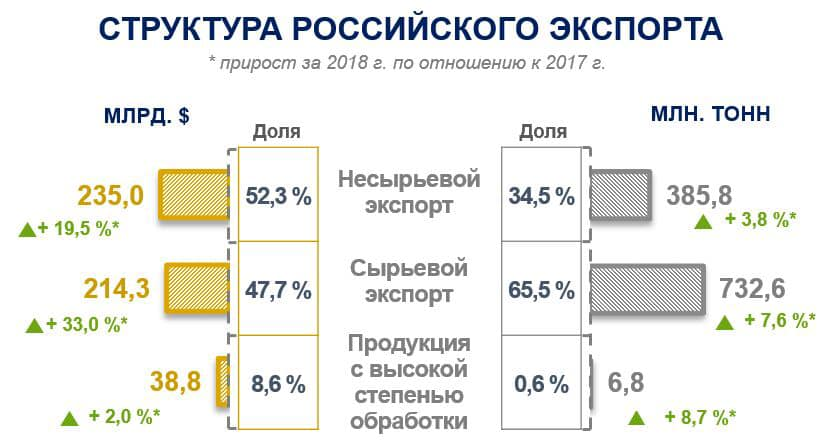 СТРУКТУРА РОССИЙСКОГО ЭКСПОРТА
* прирост за 2018 г. по отношению к 2017 г.
МЛРД. $
МЛН. ТОНН
Доля
Доля
235,0
+ 19,5 %*
52,3 %
Несырьевой
экспорт
34,5 %
385,8
+ 3,8 %*
214,3
+ 33,0 %*
47,7 %
Сырьевой
экспорт
65,5 %
732,6
+ 7,6 %*
38,8
+ 2,0 %*
8,6 %
Продукция
с высокой
степенью
обработки
0,6 %
6,8
+ 8,7 %*